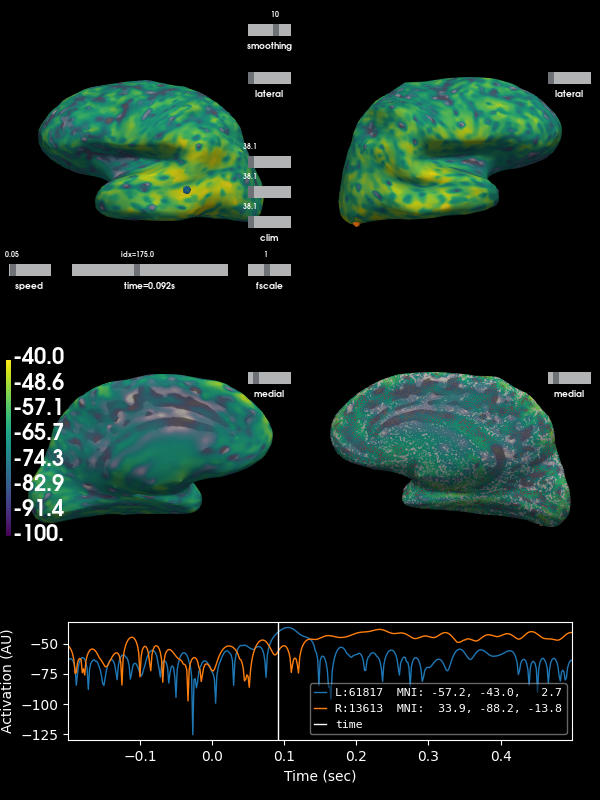 10
smoothing
lateral
lateral
38.1
38.1
38.1
clim
0.05
idx=175.0
1
speed
time=0.092s
fscale
-40.0
-48.6
-57.1
-65.7
-74.3
-82.9
-91.4
-100.
medial
medial
Activation (AU)
−50
−75
−100
−125
L:61817 MNI: -57.2, -43.0, 2.7
R:13613 MNI: 33.9, -88.2, -13.8
time
−0.1 0.0 0.1 0.2 0.3 0.4
Time (sec)